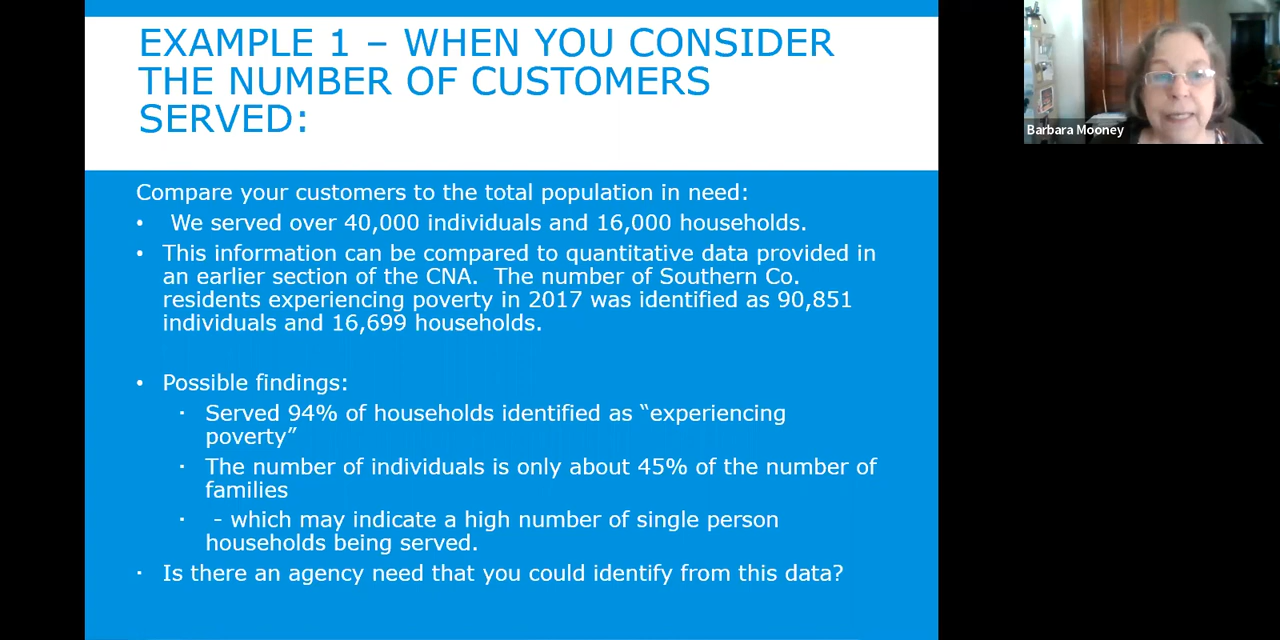 EXAMPLE 1 – WHEN YOU CONSIDER
THE NUMBER OF CUSTOMERS
SERVED:
Compare your customers to the total population in need:
• We served over 40,000 individuals and 16,000 households.
• This information can be compared to quantitative data provided in
an earlier section of the CNA. The number of Southern Co.
residents experiencing poverty in 2017 was identified as 90,851
individuals and 16,699 households.
• Possible findings:
▪ Served 94% of households identified as “experiencing
poverty”
▪ The number of individuals is only about 45% of the number of
families
▪ - which may indicate a high number of single person
households being served.
▪ Is there an agency need that you could identify from this data?
Barbara Mooney